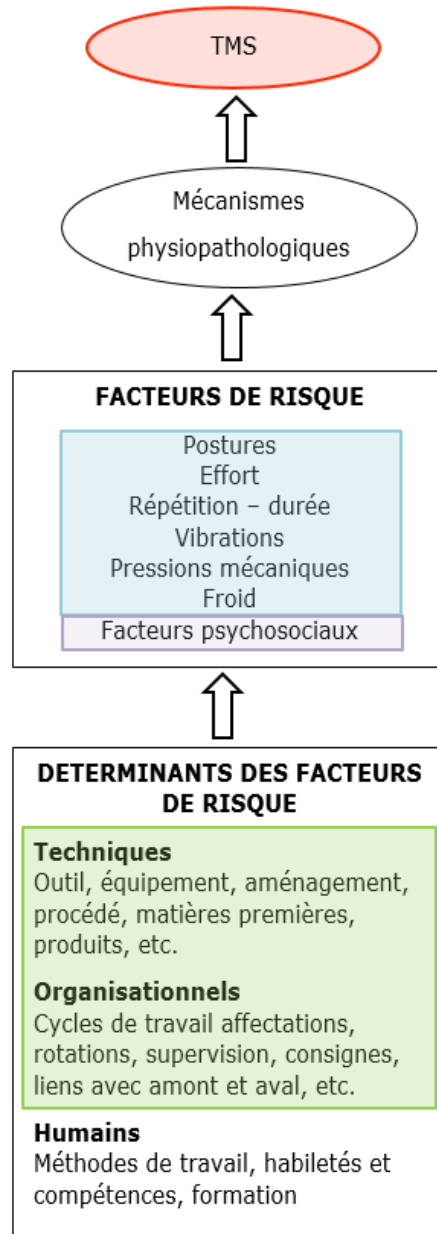 TMS
Mécanismes
physiopathologiques
FACTEURS DE RISQUE
Postures
Effort
Répétition – durée
Vibrations
Pressions mécaniques
Froid
Facteurs psychosociaux
DETERMINANTS DES FACTEURS
DE RISQUE
Techniques
Outil, équipement, aménagement,
procédé, matières premières,
produits, etc.
Organisationnels
Cycles de travail affectations,
rotations, supervision, consignes,
liens avec amont et aval, etc.
Humains
Méthodes de travail, habiletés et
compétences, formation